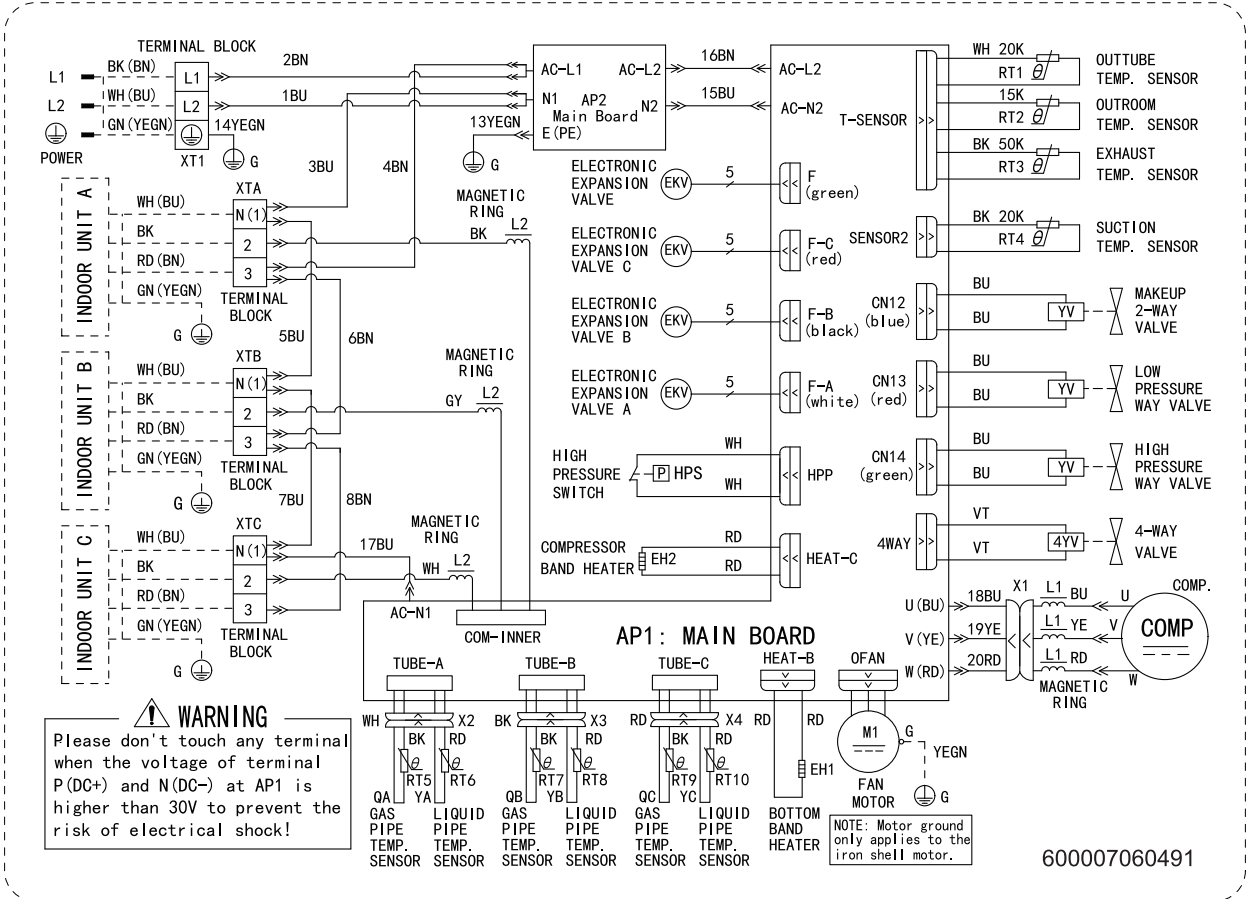 TERMINAL BLOCK
L1
BK(BN)
L1
2BN
L2
WH(BU)
L2
1BU
GN(YEGN)
14YEGN
POWER
XT1
G
AC-L1
AC-L2
N1
AP2
N2
Main Board
E(PE)
13YEGN
G
16BN
15BU
AC-L2
AC-N2
3BU
4BN
INDOOR UNIT A
WH(BU)
BK
RD(BN)
GN(YEGN)
G
XTA
N(1)
2
3
TERMINAL
BLOCK
MAGNETIC
RING
BK
L2
5BU
6BN
INDOOR UNIT B
WH(BU)
BK
RD(BN)
GN(YEGN)
G
XTB
N(1)
2
3
TERMINAL
BLOCK
MAGNETIC
RING
GY
L2
7BU
8BN
INDOOR UNIT C
WH(BU)
BK
RD(BN)
GN(YEGN)
G
XTC
N(1)
2
3
TERMINAL
BLOCK
17BU
MAGNETIC
RING
WH
L2
AC-N1
COM-INNER
ELECTRONIC
EXPANSION
VALVE
EKV
5
F
(green)
ELECTRONIC
EXPANSION
VALVE C
EKV
5
F-C
(red)
ELECTRONIC
EXPANSION
VALVE B
EKV
5
F-B
(black)
ELECTRONIC
EXPANSION
VALVE A
EKV
5
F-A
(white)
HIGH
PRESSURE
SWITCH
P
HPS
WH
WH
HPP
COMPRESSOR
BAND HEATER
EH2
RD
RD
HEAT-C
T-SENSOR
WH 20K
RT1
θ
OUTTUBE
TEMP. SENSOR
15K
RT2
θ
OUTROOM
TEMP. SENSOR
BK 50K
RT3
θ
EXHAUST
TEMP. SENSOR
SENSOR2
BK 20K
RT4
θ
SUCTION
TEMP. SENSOR
CN12
(blue)
BU
BU
YV
MAKEUP
2-WAY
VALVE
CN13
(red)
BU
BU
YV
LOW
PRESSURE
WAY VALVE
CN14
(green)
BU
BU
YV
HIGH
PRESSURE
WAY VALVE
4WAY
VT
VT
4YV
4-WAY
VALVE
U(BU)
18BU
X1
L1
BU
U
COMP.
V(YE)
19YE
L1
YE
V
COMP
W(RD)
20RD
L1
RD
W
MAGNETIC
RING
AP1: MAIN BOARD
TUBE-A
TUBE-B
TUBE-C
HEAT-B
OFAN
WH
X2
BK
RD
RT5
θ
RT6
θ
QA
YA
GAS
PIPE
TEMP.
SENSOR
LIQUID
PIPE
TEMP.
SENSOR
BK
X3
BK
RD
RT7
θ
RT8
θ
QB
YB
GAS
PIPE
TEMP.
SENSOR
LIQUID
PIPE
TEMP.
SENSOR
RD
X4
BK
RD
RT9
θ
RT10
θ
QC
YC
GAS
PIPE
TEMP.
SENSOR
LIQUID
PIPE
TEMP.
SENSOR
RD
RD
EH1
BOTTOM
BAND
HEATER
M1
G
YEGN
G
FAN
MOTOR
NOTE: Motor ground
only applies to the
iron shell motor.
WARNING
Please don't touch any terminal
when the voltage of terminal
P(DC+) and N(DC-) at AP1 is
higher than 30V to prevent the
risk of electrical shock!
600007060491